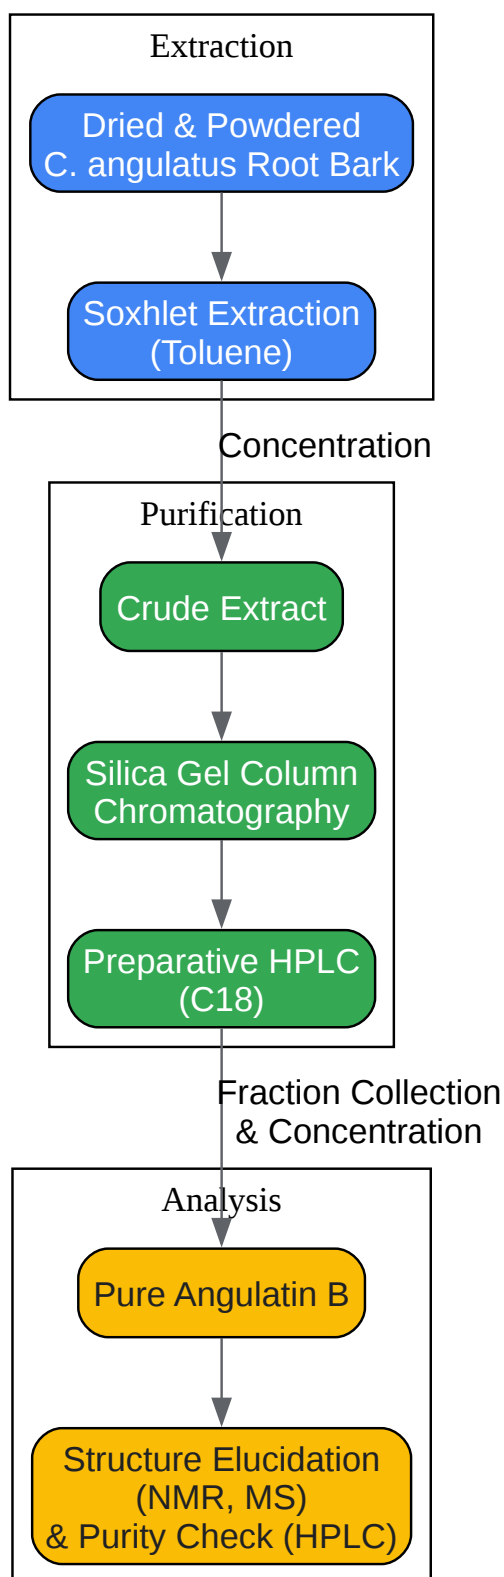 Extraction
Dried & Powdered
C. angulatus Root Bark
Soxhlet Extraction
(Toluene)
Concentration
Purification
Crude Extract
Silica Gel Column
Chromatography
Preparative HPLC
(C18)
Fraction Collection
& Concentration
Analysis
Pure Angulatin B
Structure Elucidation
(NMR, MS)
& Purity Check (HPLC)